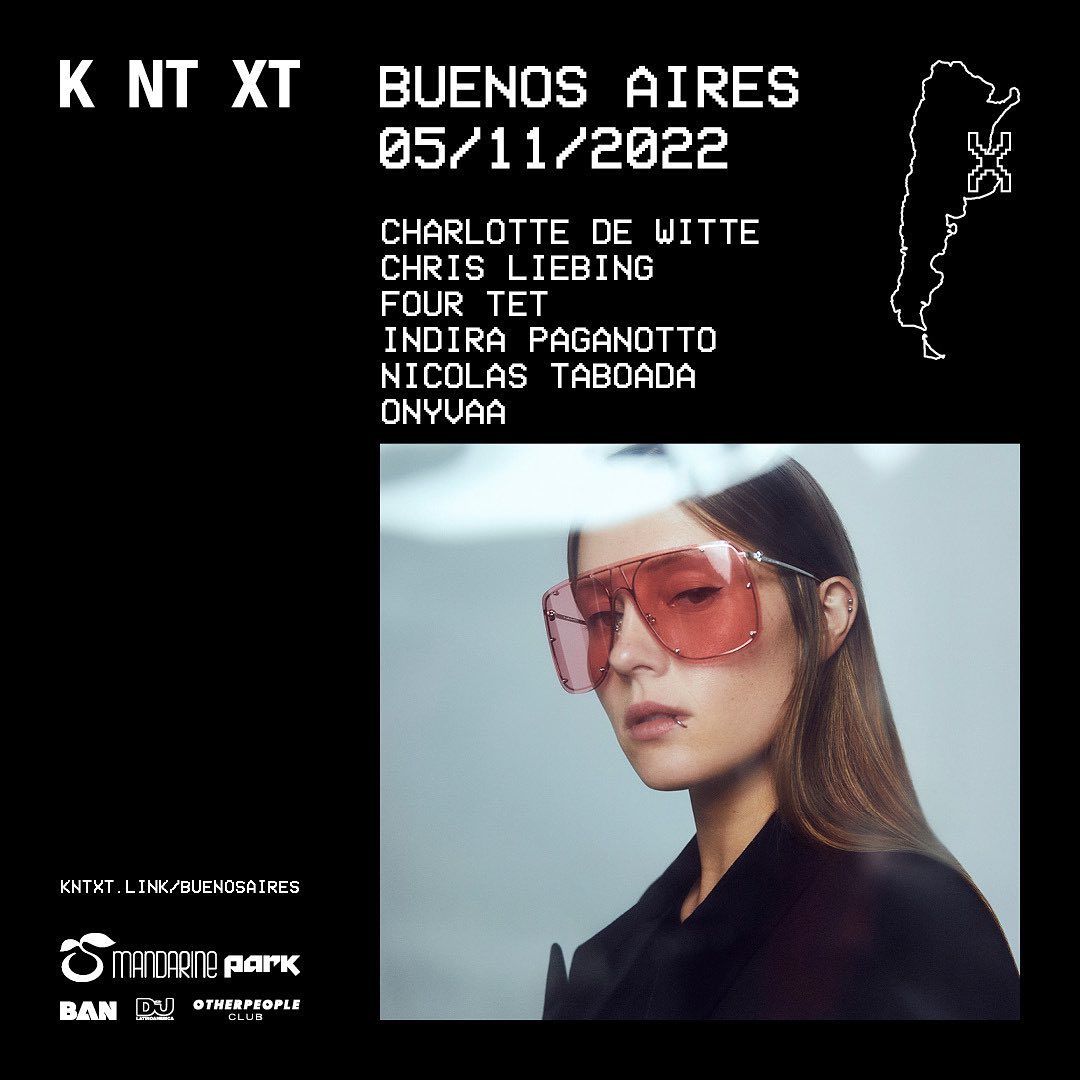 K NT XT
BUENOS AIRES
05/11/2022
CHARLOTTE DE WITTE
CHRIS LIEBING
FOUR TET
INDIRA PAGANOTTO
NICOLAS TABOADA
ONYVAA
X
KNTXT.LINK/BUENOSAIRES
MANDARINE PARK
BAN
DJ
LATINOAMERICA
OTHERPEOPLE
CLUB